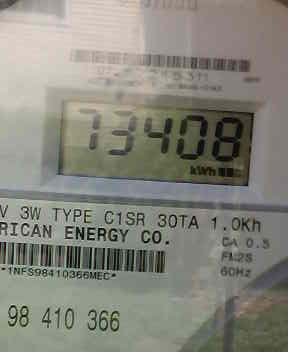 73408
kWh
V 3W TYPE C1SR 30TA 1.0Kh
RICAN ENERGY CO.
CA 0.5
FM2S
60Hz
*1NFS98410366MEC*
98 410 366